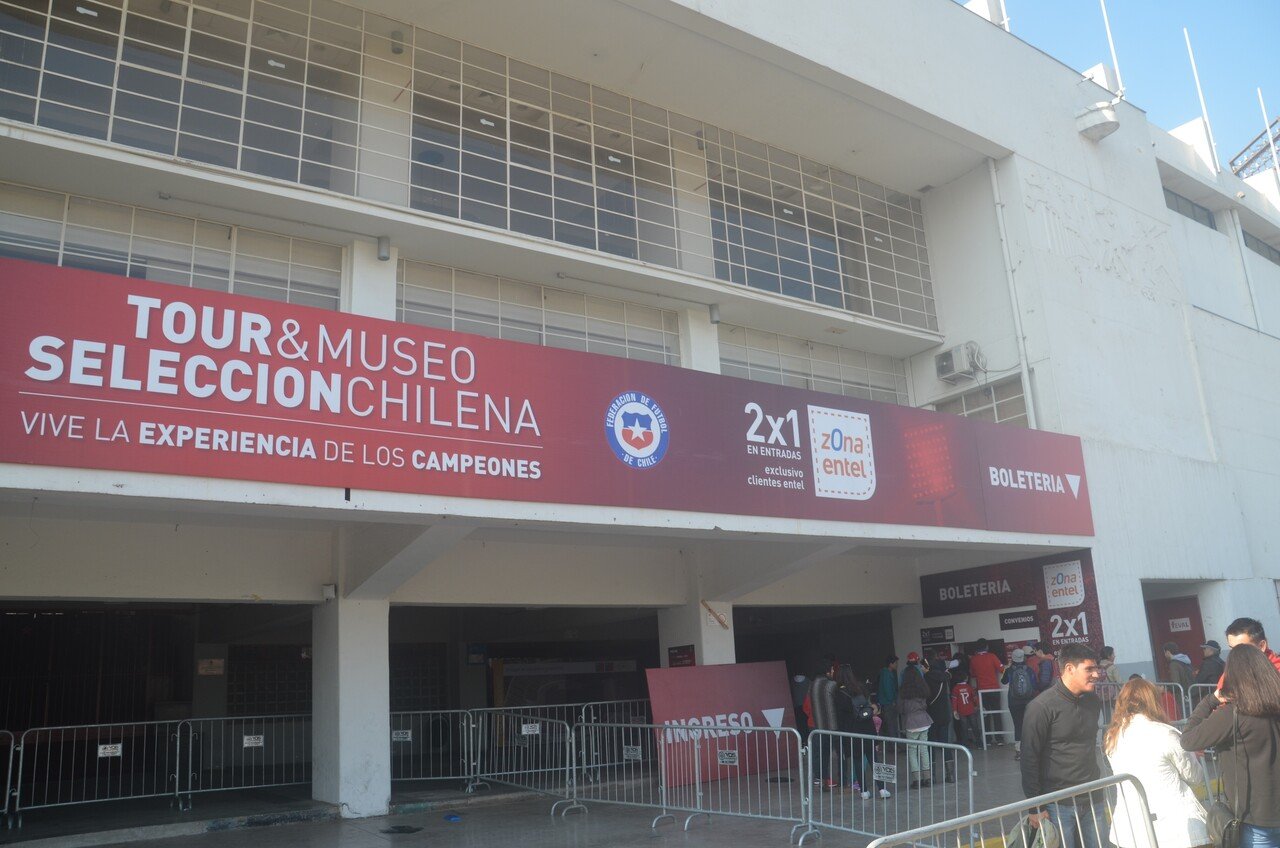 TOUR&MUSEO
SELECCIONCHILENA
VIVE LA EXPERIENCIA DE LOS CAMPEONES
FEDERACION DE FUTBOL
DE CHILE
2x1
EN ENTRADAS
exclusivo
clientes entel
zOna
entel
BOLETERIA
BOLETERIA
zOna
entel
CONVENIOS
2x1
EN ENTRADAS
2x1
INGRESO